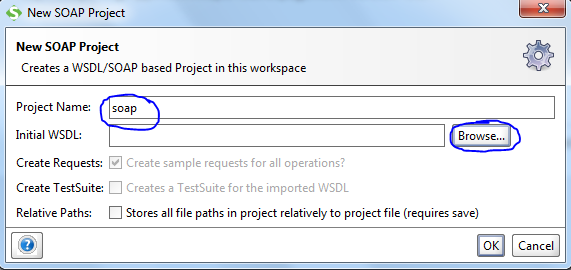 New SOAP Project
New SOAP Project
Creates a WSDL/SOAP based Project in this workspace
Project Name: soap
Initial WSDL: Browse...
Create Requests: Create sample requests for all operations?
Create TestSuite: Creates a TestSuite for the imported WSDL
Relative Paths: Stores all file paths in project relatively to project file (requires save)
? OK Cancel